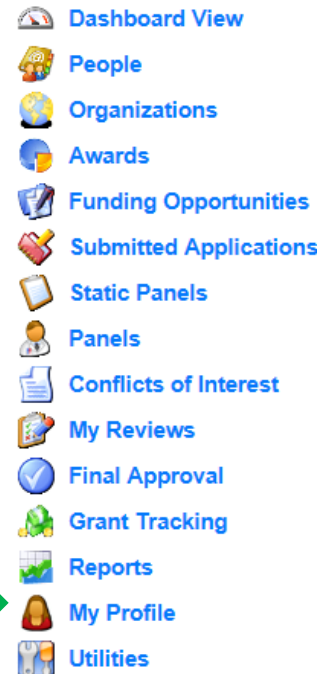 Dashboard View
People
Organizations
Awards
Funding Opportunities
Submitted Applications
Static Panels
Panels
Conflicts of Interest
My Reviews
Final Approval
Grant Tracking
Reports
My Profile
Utilities